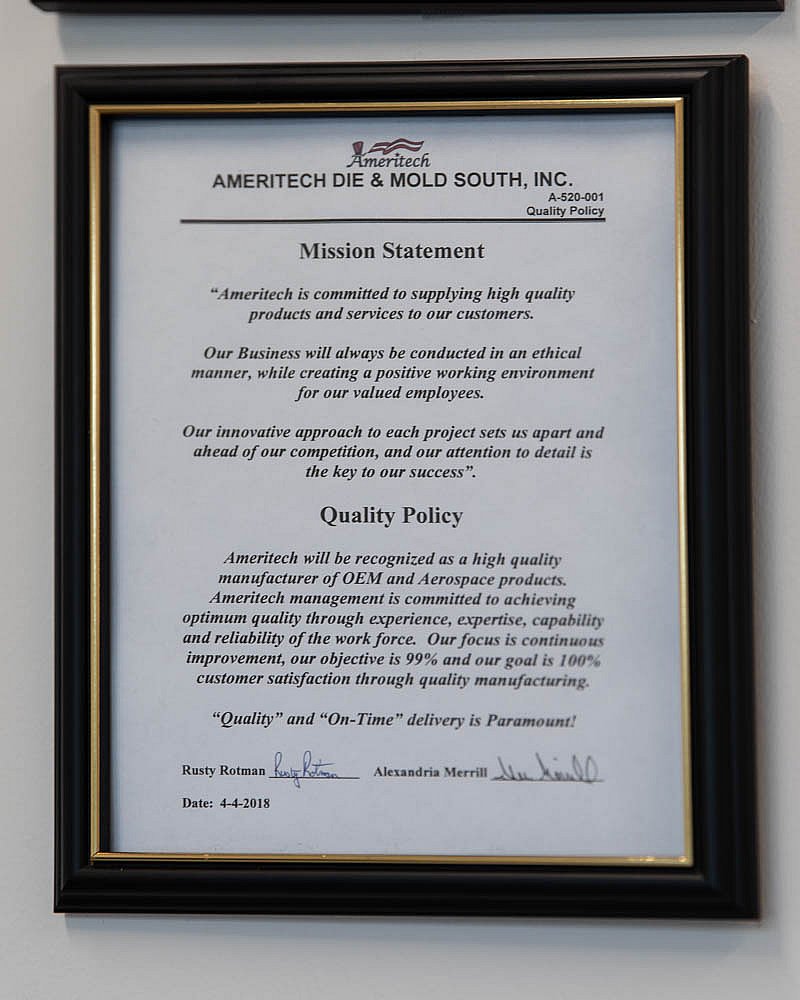 Ameritech
AMERITECH DIE & MOLD SOUTH, INC.
A-520-001
Quality Policy
Mission Statement
“Ameritech is committed to supplying high quality
products and services to our customers.
Our Business will always be conducted in an ethical
manner, while creating a positive working environment
for our valued employees.
Our innovative approach to each project sets us apart and
ahead of our competition, and our attention to detail is
the key to our success”.
Quality Policy
Ameritech will be recognized as a high quality
manufacturer of OEM and Aerospace products.
Ameritech management is committed to achieving
optimum quality through experience, expertise, capability
and reliability of the work force. Our focus is continuous
improvement, our objective is 99% and our goal is 100%
customer satisfaction through quality manufacturing.
“Quality” and “On-Time” delivery is Paramount!
Rusty Rotman Rusty Rotman Alexandria Merrill
Date: 4-4-2018